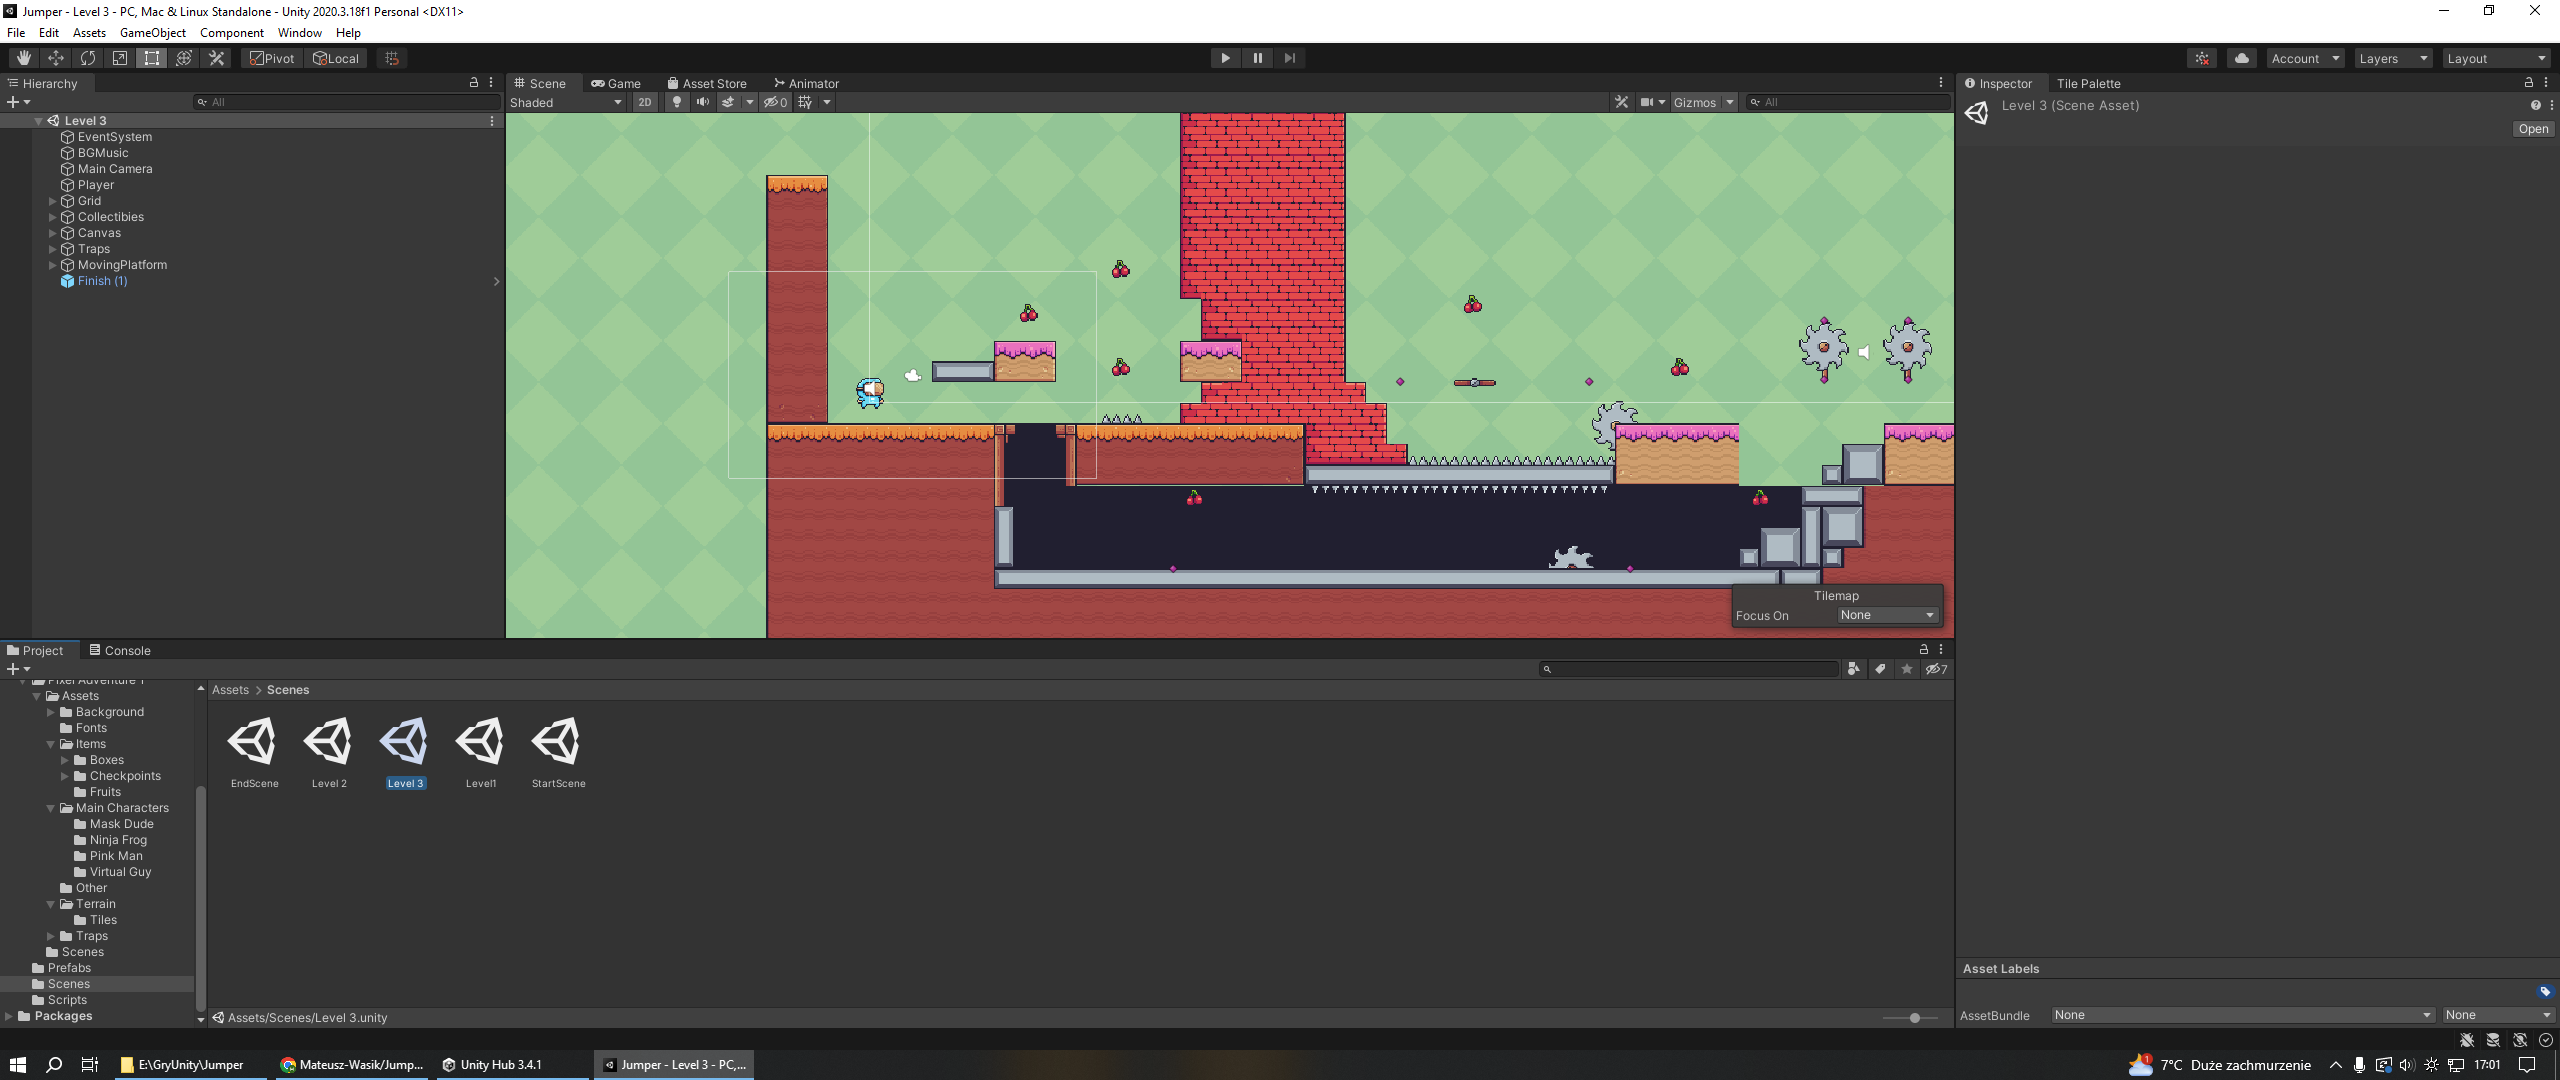 Jumper - Level 3 - PC, Mac & Linux Standalone - Unity 2020.3.18f1 Personal <DX11>
File Edit Assets GameObject Component Window Help
Pivot Local Account Layers Layout
Hierarchy
All
Level 3
EventSystem
BGMusic
Main Camera
Player
Grid
Collectibies
Canvas
Traps
MovingPlatform
Finish (1)
Scene Game Asset Store Animator
Shaded 2D 0 Gizmos All
Tilemap
Focus On None
Inspector Tile Palette
Level 3 (Scene Asset)
Open
Project Console
7
Pixel Adventure 1
Assets
Background
Fonts
Items
Boxes
Checkpoints
Fruits
Main Characters
Mask Dude
Ninja Frog
Pink Man
Virtual Guy
Other
Terrain
Tiles
Traps
Scenes
Prefabs
Scenes
Scripts
Packages
Assets > Scenes
EndScene Level 2 Level 3 Level1 StartScene
Assets/Scenes/Level 3.unity
Asset Labels
AssetBundle None None
E:\GryUnity\Jumper Mateusz-Wasik/Jump... Unity Hub 3.4.1 Jumper - Level 3 - PC,... 1 7°C Duże zachmurzenie 17:01